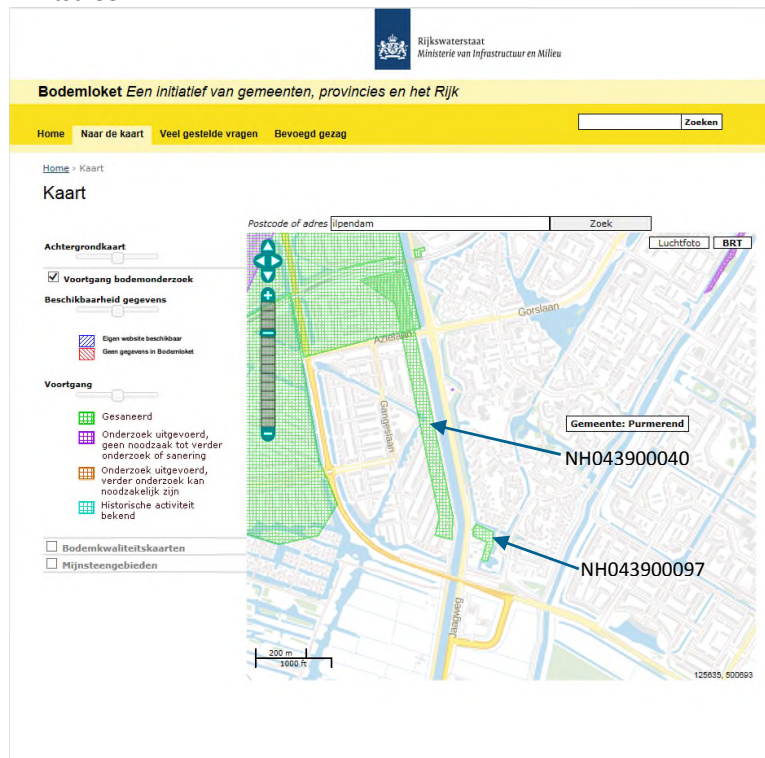 Rijkswaterstaat
Ministerie van Infrastructuur en Milieu
Bodemloket Een initiatief van gemeenten, provincies en het Rijk
Zoeken
Home Naar de kaart Veel gestelde vragen Bevoegd gezag
Home > Kaart
Kaart
Postcode of adres ilpendam Zoek
Luchtfoto BRT
Achtergrondkaart
Voortgang bodemonderzoek
Beschikbaarheid gegevens
Eigen website beschikbaar
Geen gegevens in Bodemloket
Voortgang
Gesaneerd
Onderzoek uitgevoerd,
geen noodzaak tot verder
onderzoek of sanering
Onderzoek uitgevoerd,
verder onderzoek kan
noodzakelijk zijn
Historische activiteit
bekend
Bodemkwaliteitskaarten
Mijnsteengebieden
Gorslaan
Azielaan
Gangeslaan
Gemeente: Purmerend
NH043900040
NH043900097
Jaagweg
200 m
1000 ft
125635, 500693